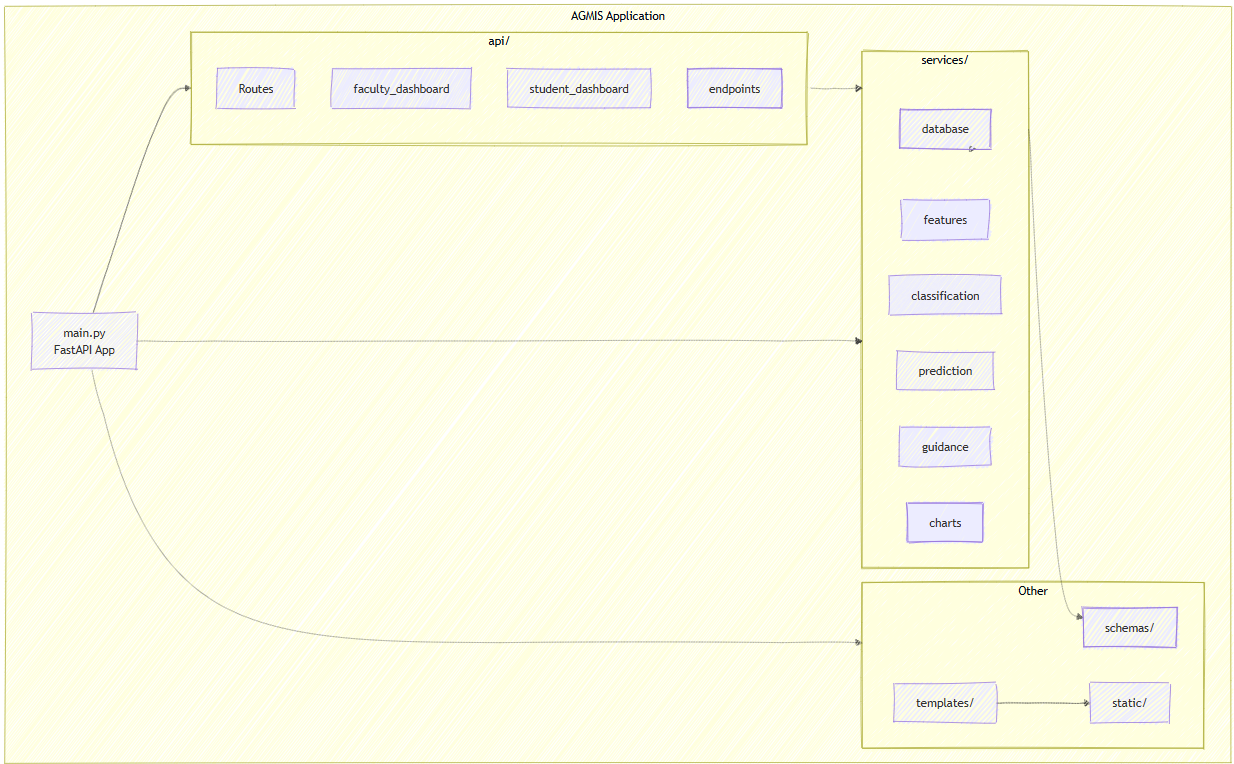 AGMIS Application
api/
Routes
faculty_dashboard
student_dashboard
endpoints
services/
database
features
classification
prediction
guidance
charts
main.py
FastAPI App
Other
schemas/
templates/
static/